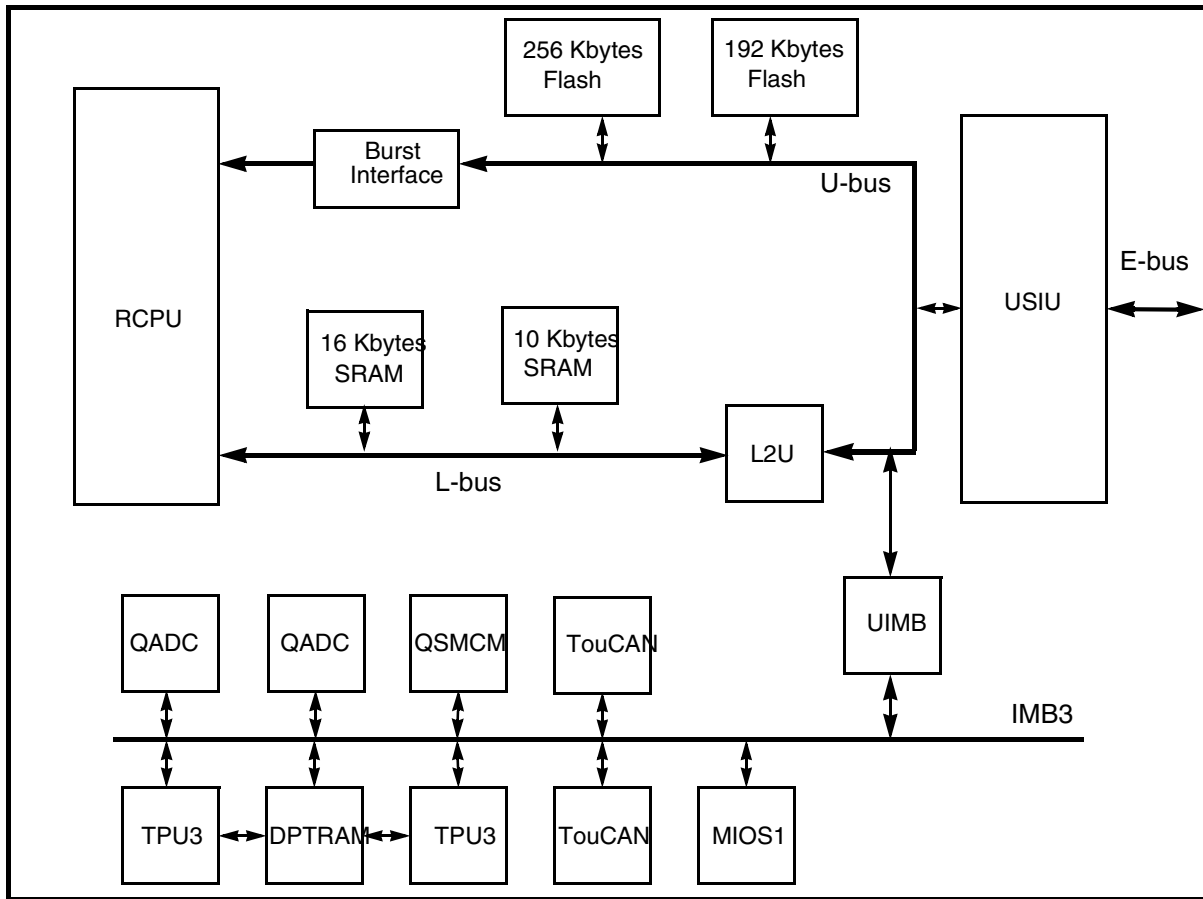 256 Kbytes
Flash
192 Kbytes
Flash
Burst
Interface
U-bus
E-bus
RCPU
USIU
16 Kbytes
SRAM
10 Kbytes
SRAM
L2U
L-bus
UIMB
QADC
QADC
QSMCM
TouCAN
IMB3
TPU3
DPTRAM
TPU3
TouCAN
MIOS1